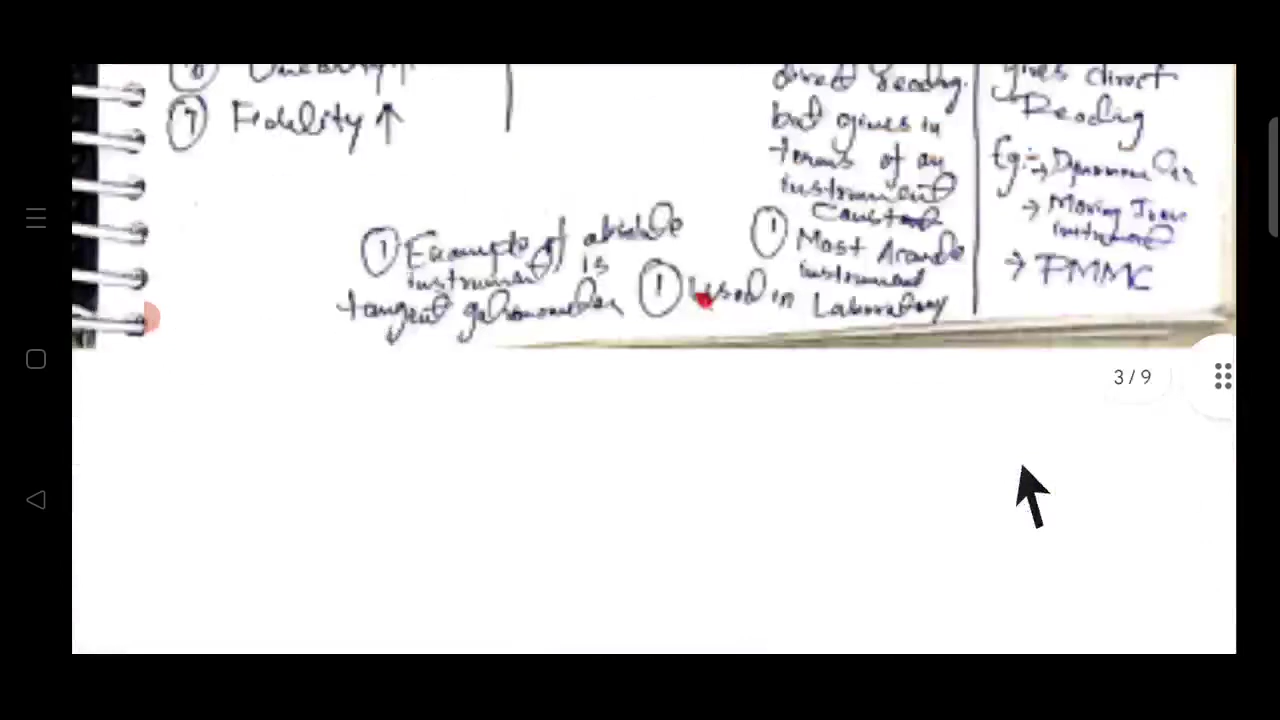 Linearity ↑
⑦ Fidelity ↑
direct reading.
but gives in
terms of an
instrument
Constant
① Most Accurate
instrument
① used in Laboratory
① Example of absolute
instrument is
tangent galvanometer
gives direct
Reading
Eg:- → Dynamometer
→ Moving Iron
instrument
→ PMMC
3/9